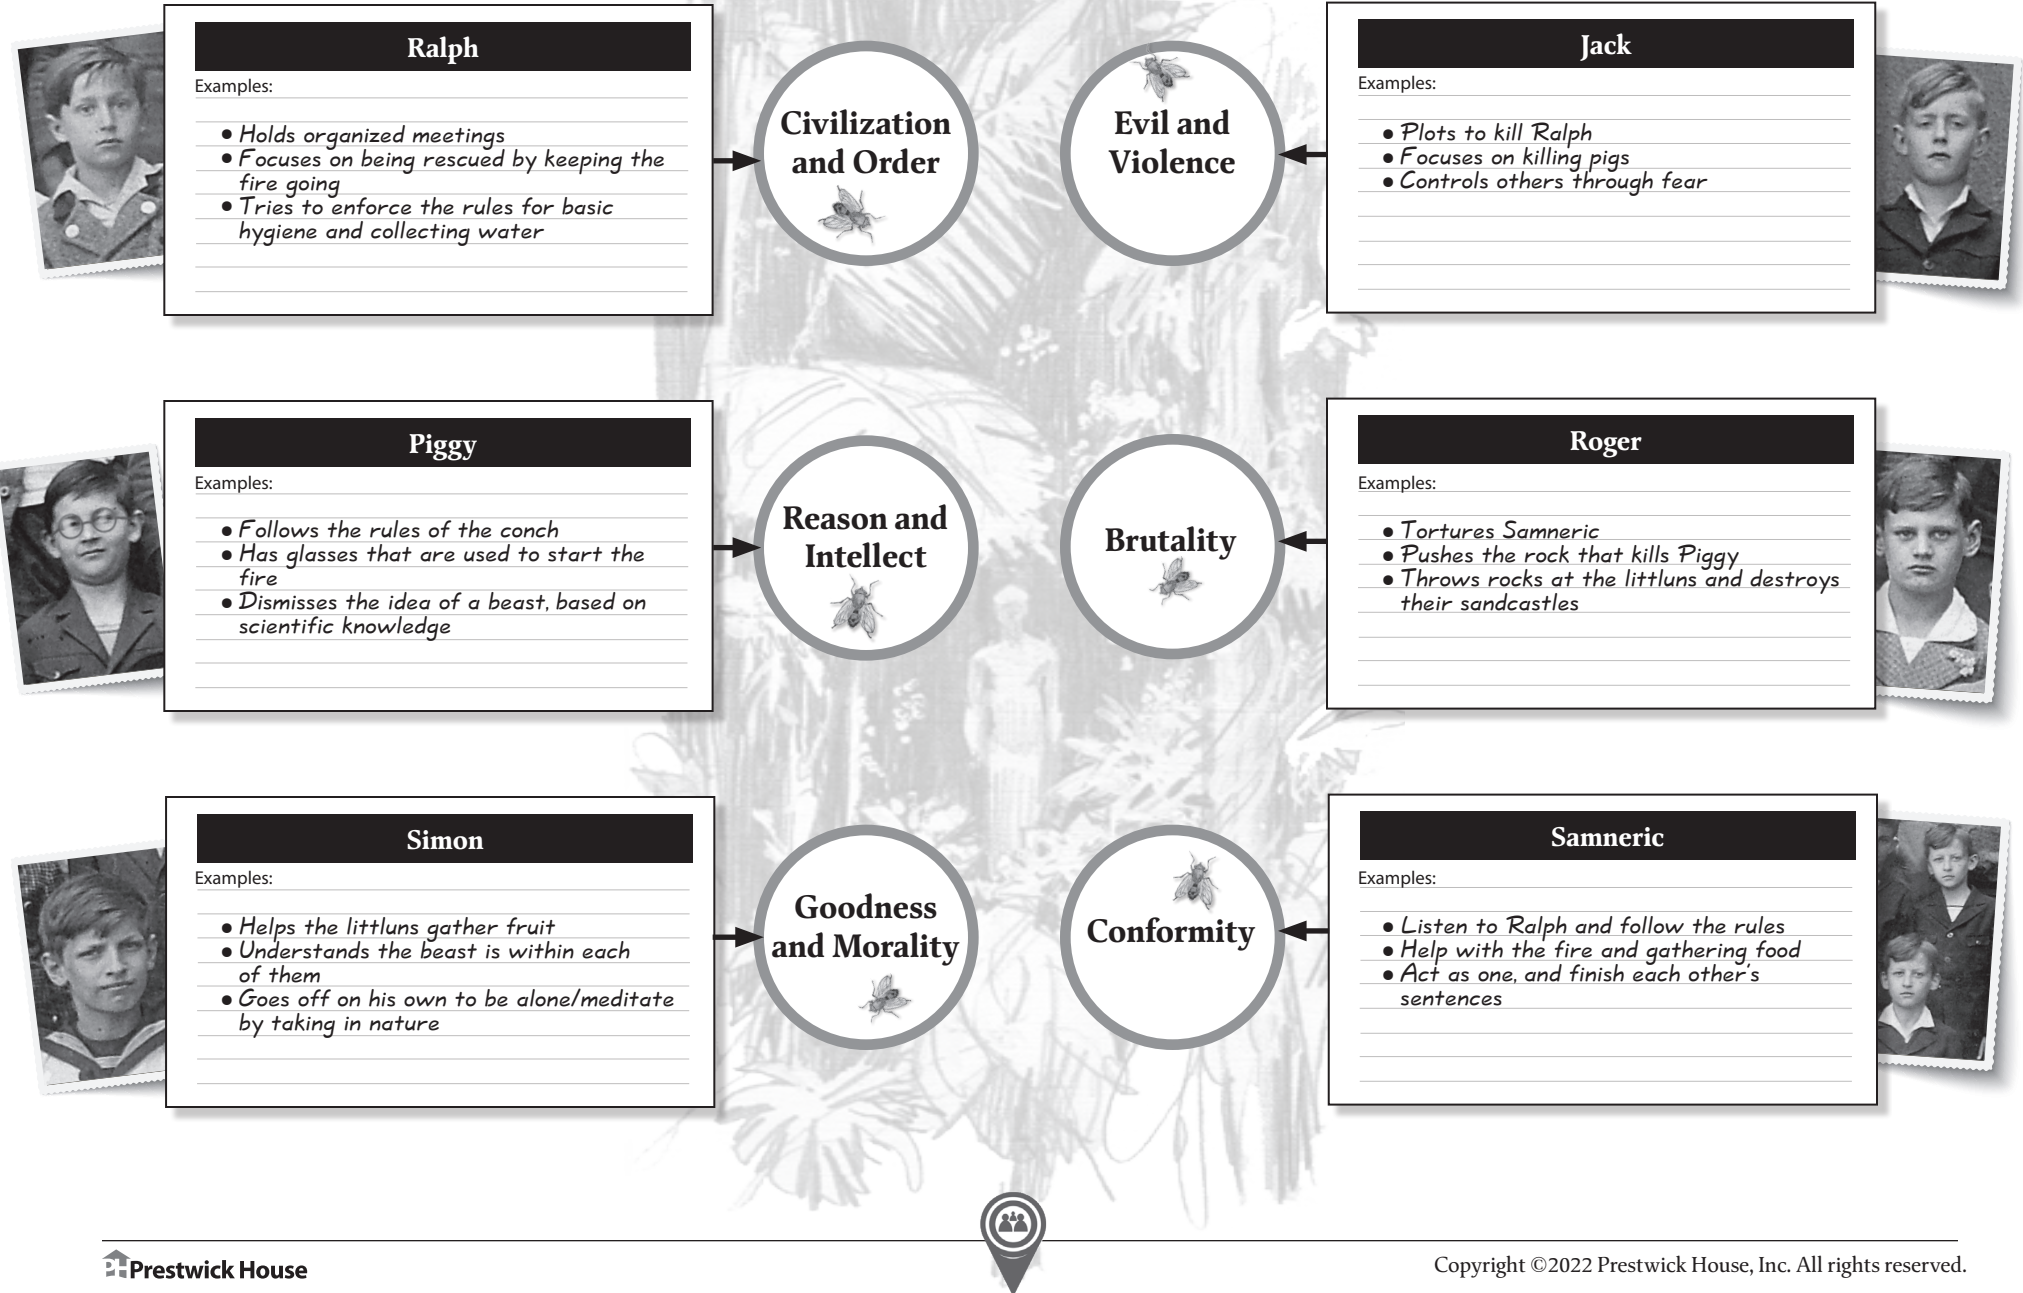 Ralph
Examples:
• Holds organized meetings
• Focuses on being rescued by keeping the
fire going
• Tries to enforce the rules for basic
hygiene and collecting water
Civilization
and Order
Evil and
Violence
Jack
Examples:
• Plots to kill Ralph
• Focuses on killing pigs
• Controls others through fear
Piggy
Examples:
• Follows the rules of the conch
• Has glasses that are used to start the
fire
• Dismisses the idea of a beast, based on
scientific knowledge
Reason and
Intellect
Brutality
Roger
Examples:
• Tortures Samneric
• Pushes the rock that kills Piggy
• Throws rocks at the littluns and destroys
their sandcastles
Simon
Examples:
• Helps the littluns gather fruit
• Understands the beast is within each
of them
• Goes off on his own to be alone/meditate
by taking in nature
Goodness
and Morality
Conformity
Samneric
Examples:
• Listen to Ralph and follow the rules
• Help with the fire and gathering food
• Act as one, and finish each other's
sentences
PH Prestwick House
Copyright ©2022 Prestwick House, Inc. All rights reserved.